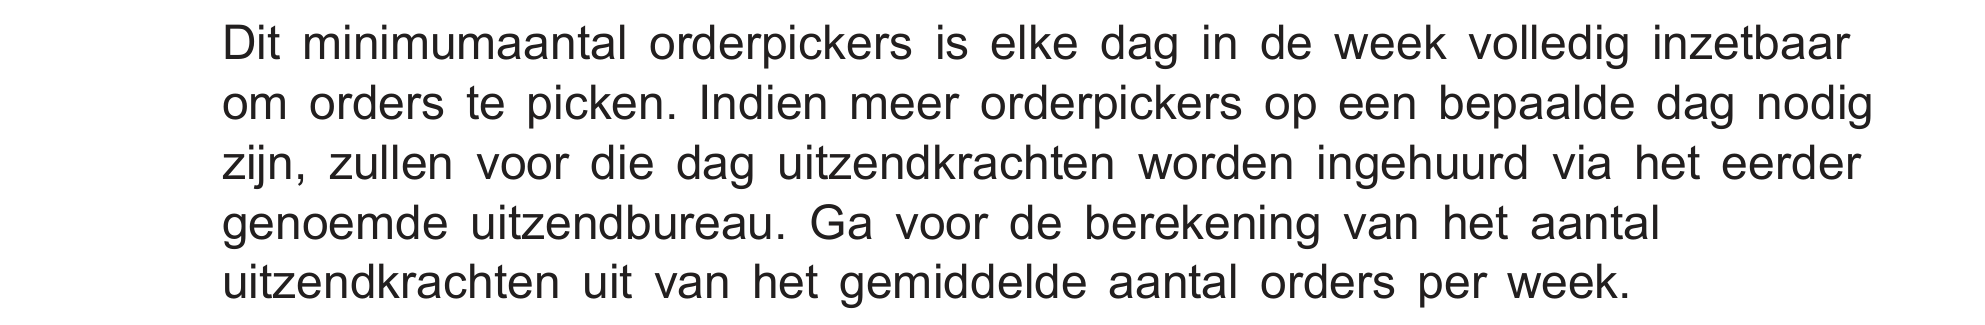 Dit minimumaantal orderpickers is elke dag in de week volledig inzetbaar
om orders te picken. Indien meer orderpickers op een bepaalde dag nodig
zijn, zullen voor die dag uitzendkrachten worden ingehuurd via het eerder
genoemde uitzendbureau. Ga voor de berekening van het aantal
uitzendkrachten uit van het gemiddelde aantal orders per week.